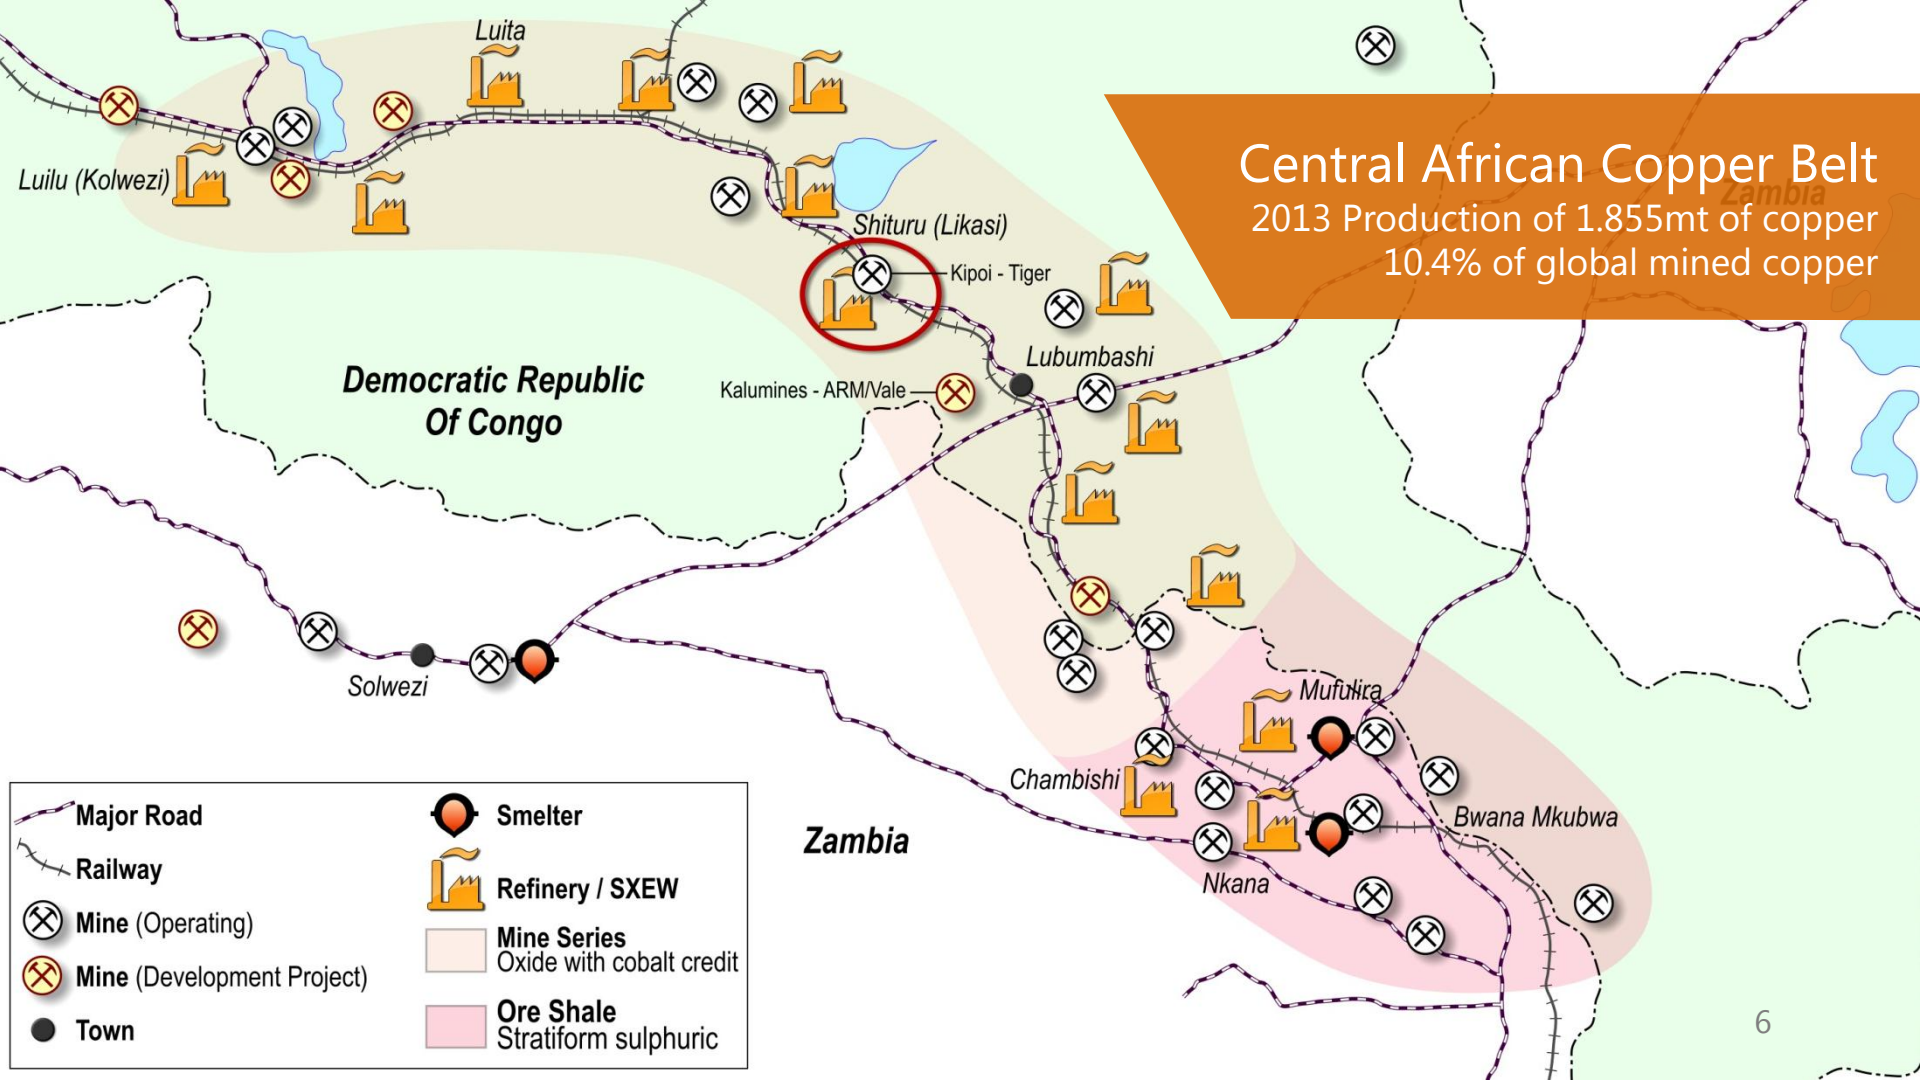 Luita
Central African Copper Belt
2013 Production of 1.855mt of copper
10.4% of global mined copper
Zambia
Luilu (Kolwezi)
Shituru (Likasi)
Kipoi - Tiger
Lubumbashi
Democratic Republic
Of Congo
Kalumines - ARM/Vale
Solwezi
Mufulira
Chambishi
Bwana Mkubwa
Zambia
Nkana
Major Road
Railway
Mine (Operating)
Mine (Development Project)
Town
Smelter
Refinery / SXEW
Mine Series
Oxide with cobalt credit
Ore Shale
Stratiform sulphuric
6